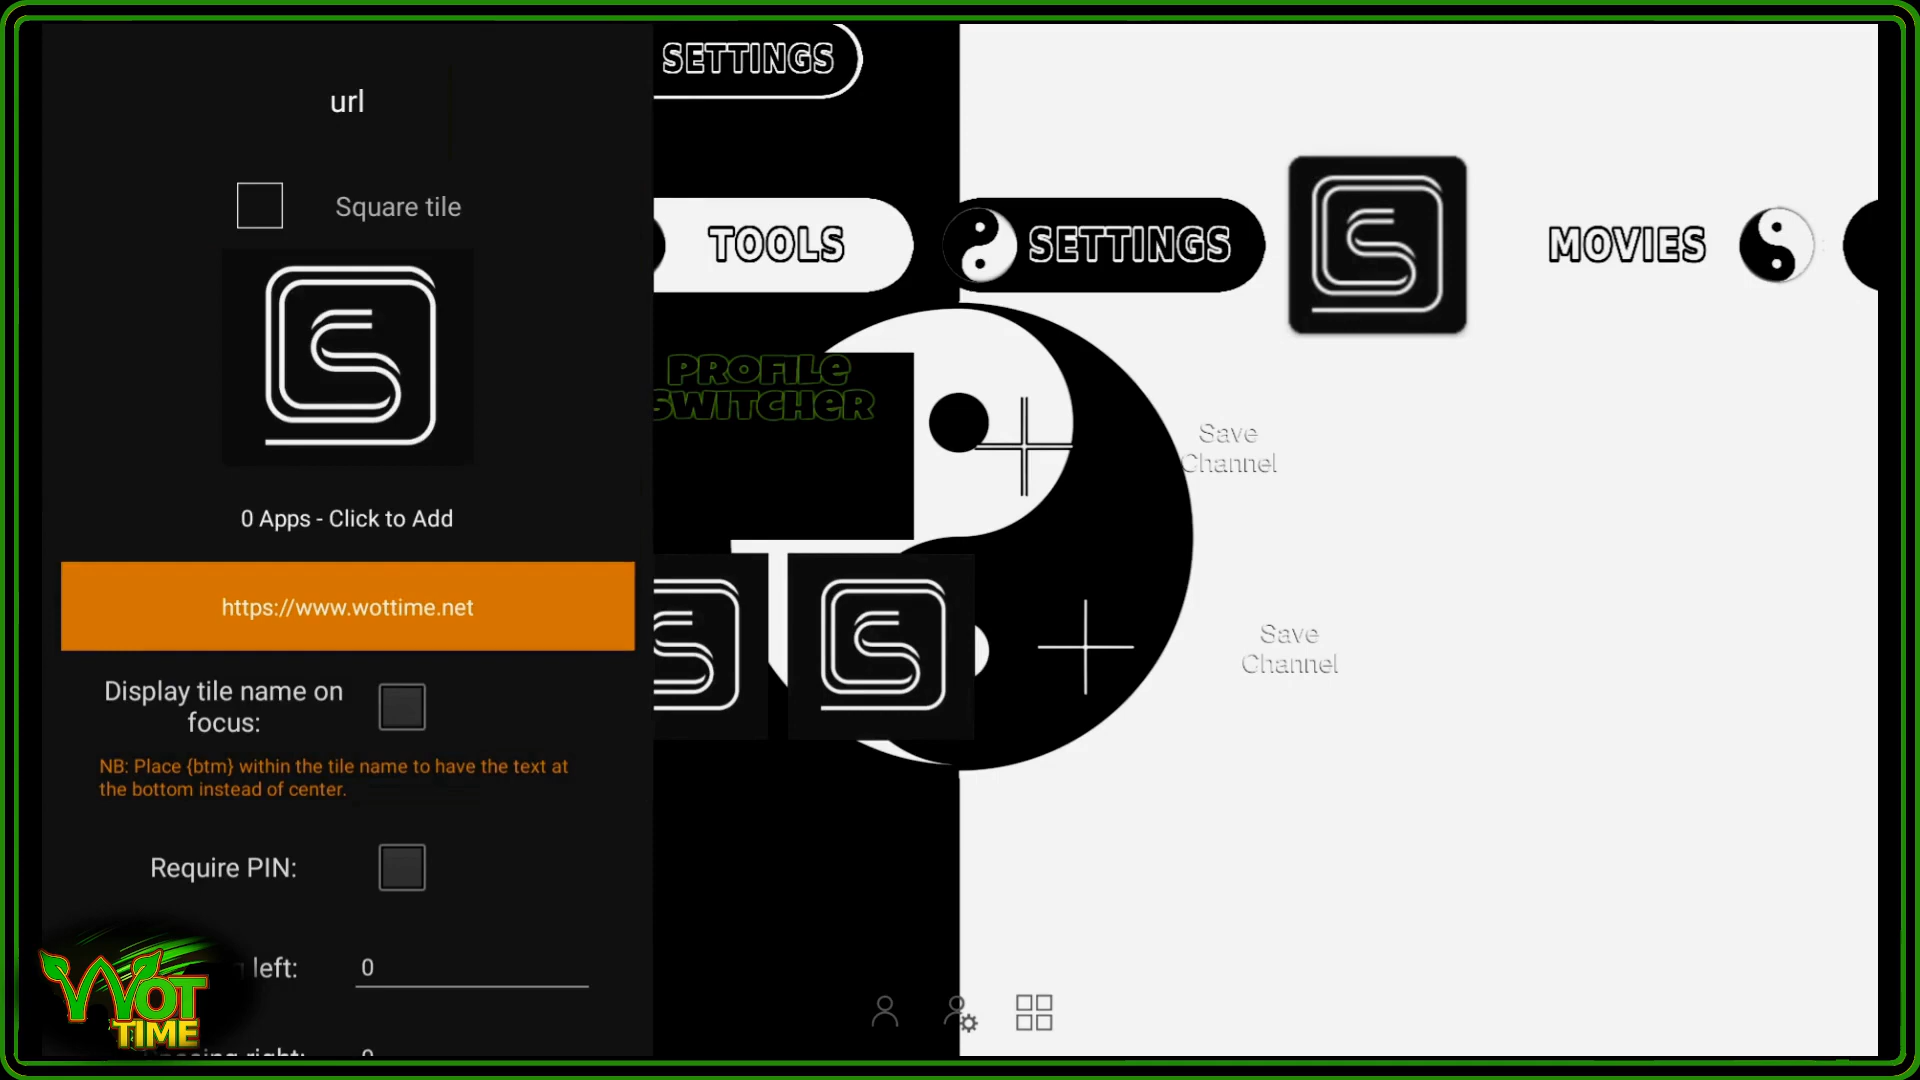 url
Square tile
0 Apps - Click to Add
https://www.wottime.net
Display tile name on
focus:
NB: Place {btm} within the tile name to have the text at
the bottom instead of center.
Require PIN:
left:
0
right:
WOT
TIME
SETTINGS
TOOLS
SETTINGS
MOVIES
PROFILE
SWITCHER
Save
Channel
Save
Channel